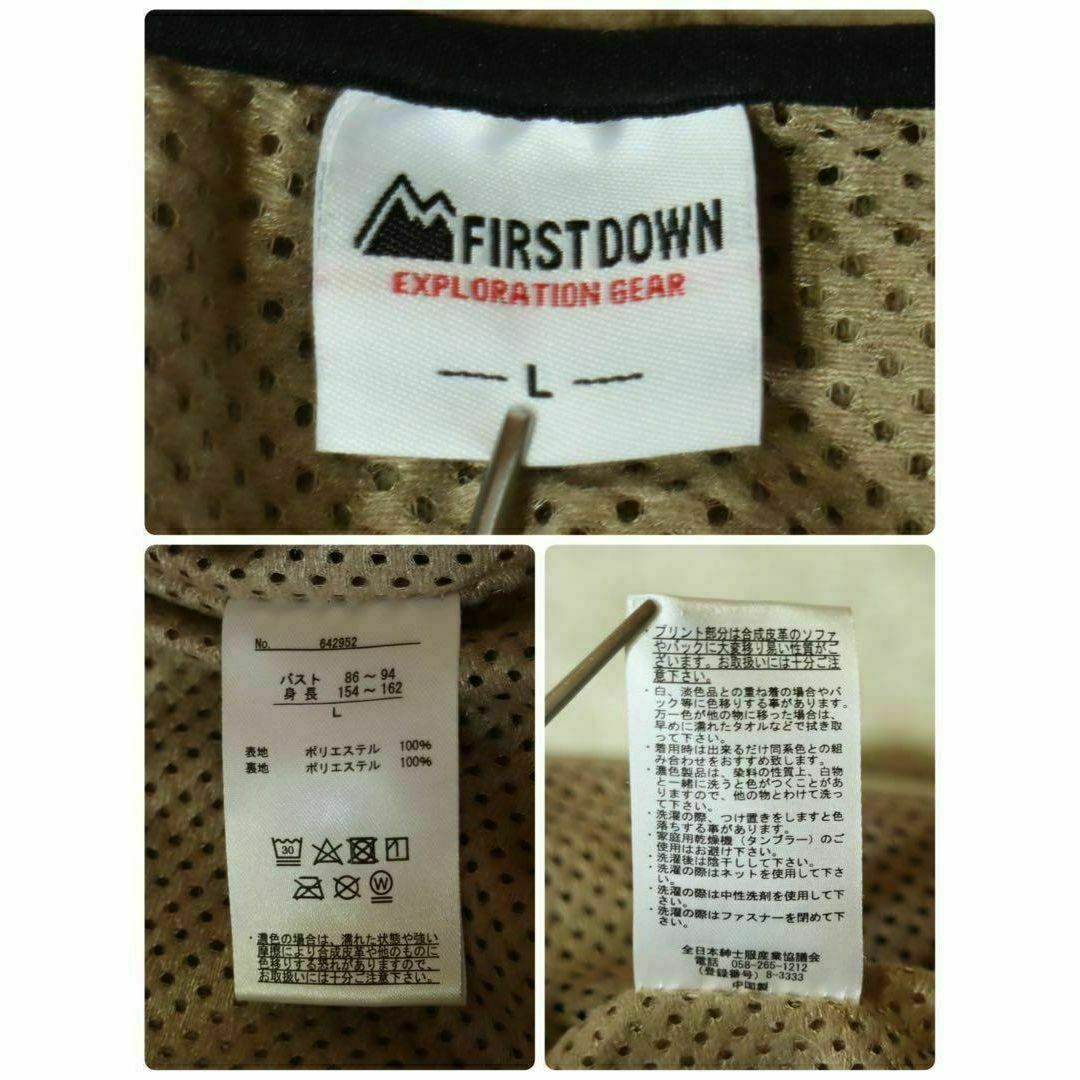 FIRST DOWN
EXPLORATION GEAR
L
No. 642952
バスト 86~94
身長 154~162
L
表地 ポリエステル 100%
裏地 ポリエステル 100%
30
W
・濃色の場合は、濡れた状態や強い
摩擦により合成皮革や他のものに
色移りする恐れがありますので、
お取扱いには十分ご注意下さい。
・プリント部分は合成皮革のソファ
やバックに大変移り易い性質がご
ざいます。お取扱いには十分ご注
意下さい。
・白、淡色品との重ね着の場合やバ
ック等に色移りする事があります。
万一色が他の物に移った場合は、
早めに濡れたタオルなどで拭き取
って下さい。
・着用時は出来るだけ同系色との組
み合わせをおすすめ致します。
・濃色製品は、染料の性質上、白物
と一緒に洗うと色がつくことがあ
りますので、他の物とわけて洗っ
て下さい。
・洗濯の際、つけ置きをしますと色
落ちする事があります。
・家庭用乾燥機(タンブラー)のご
使用はお避け下さい。
・洗濯後は陰干しして下さい。
・洗濯の際はネットを使用して下さ
い。
・洗濯の際は中性洗剤を使用して下
さい。
・洗濯の際はファスナーを閉めて下
さい。
全日本紳士服産業協議会
電話 058-265-1212
(登録番号) 8-3333
中国製